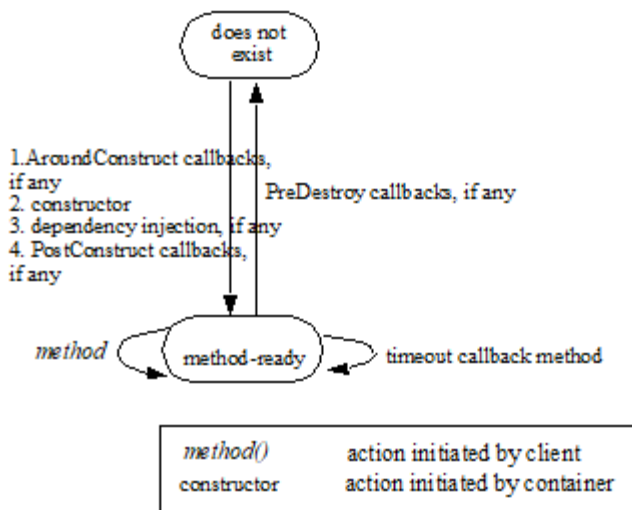 does not
exist
1.AroundConstruct callbacks,
if any
2. constructor
3. dependency injection, if any
4. PostConstruct callbacks,
if any
PreDestroy callbacks, if any
method
method-ready
timeout callback method
method() action initiated by client
constructor action initiated by container